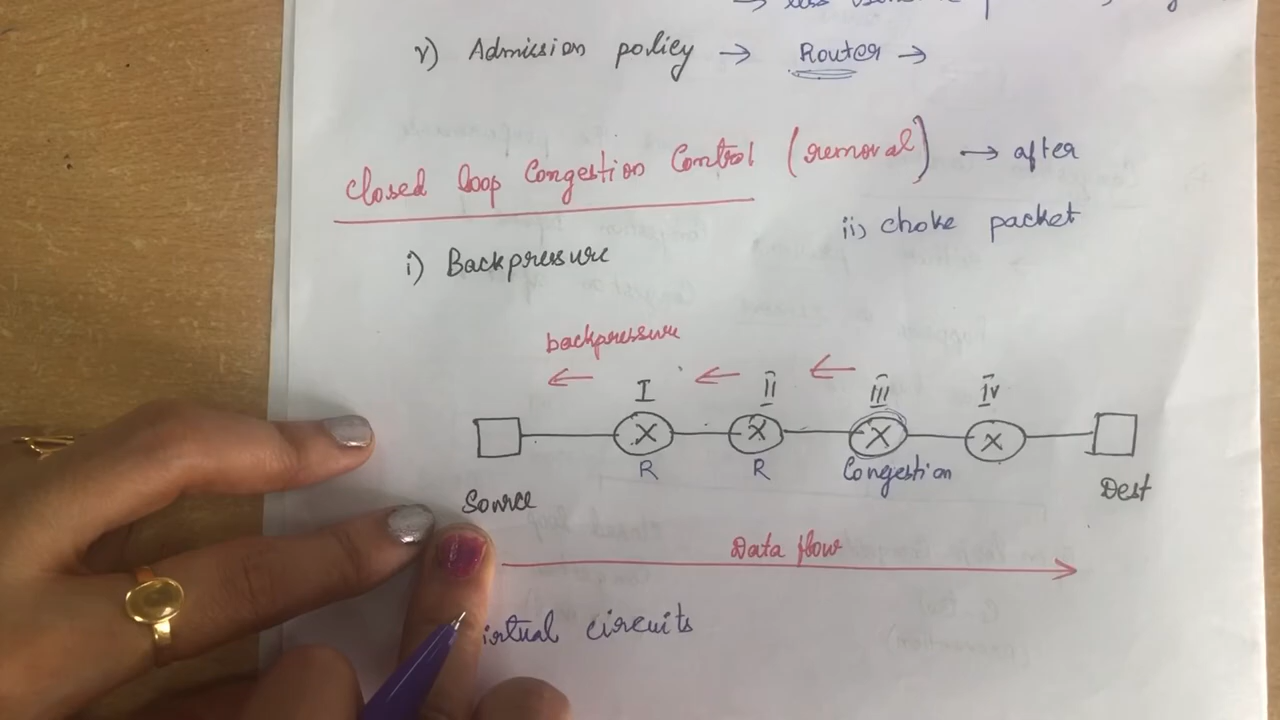 → less
v) Admission policy → Router →
Closed loop Congestion Control (removal) → after
ii) choke packet
i) Backpressure
backpressure
← ← ←
I II III IV
X X X X
R R Congestion
Source Dest
Data flow
irtual circuits